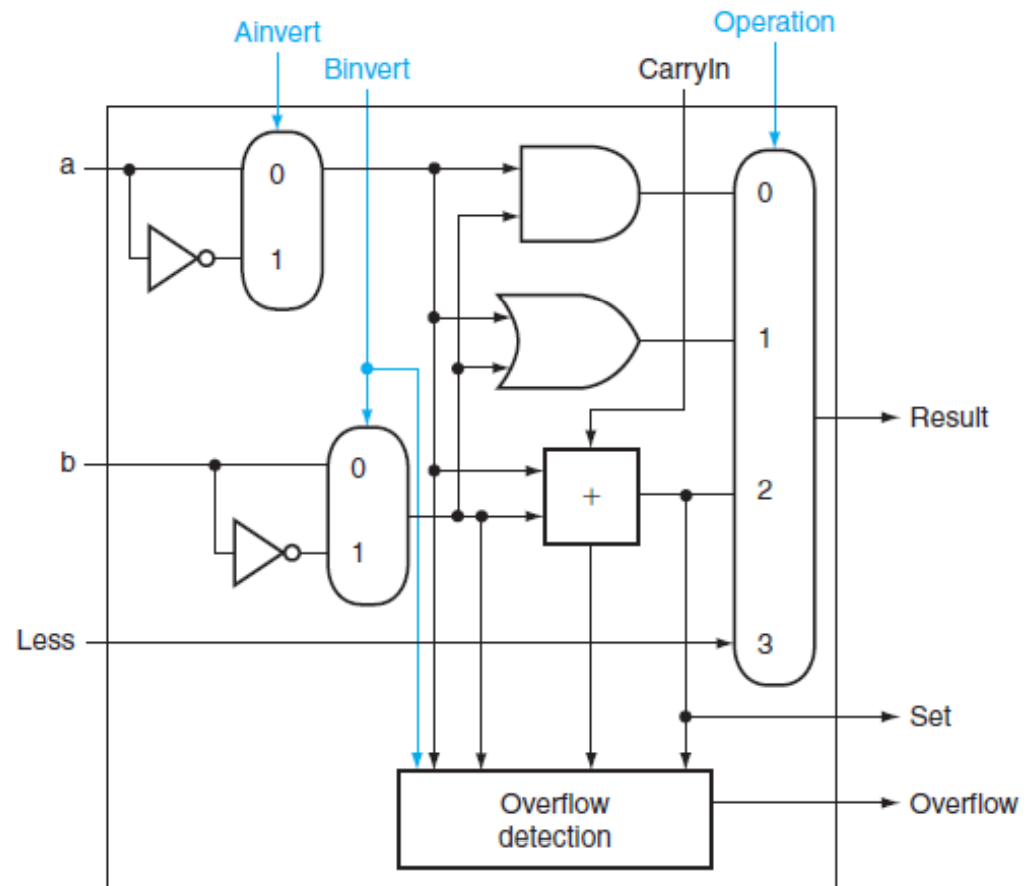 Ainvert
Operation
Binvert
CarryIn
a
0
0
1
1
b
0
+
2
Result
1
Less
3
Set
Overflow
detection
Overflow